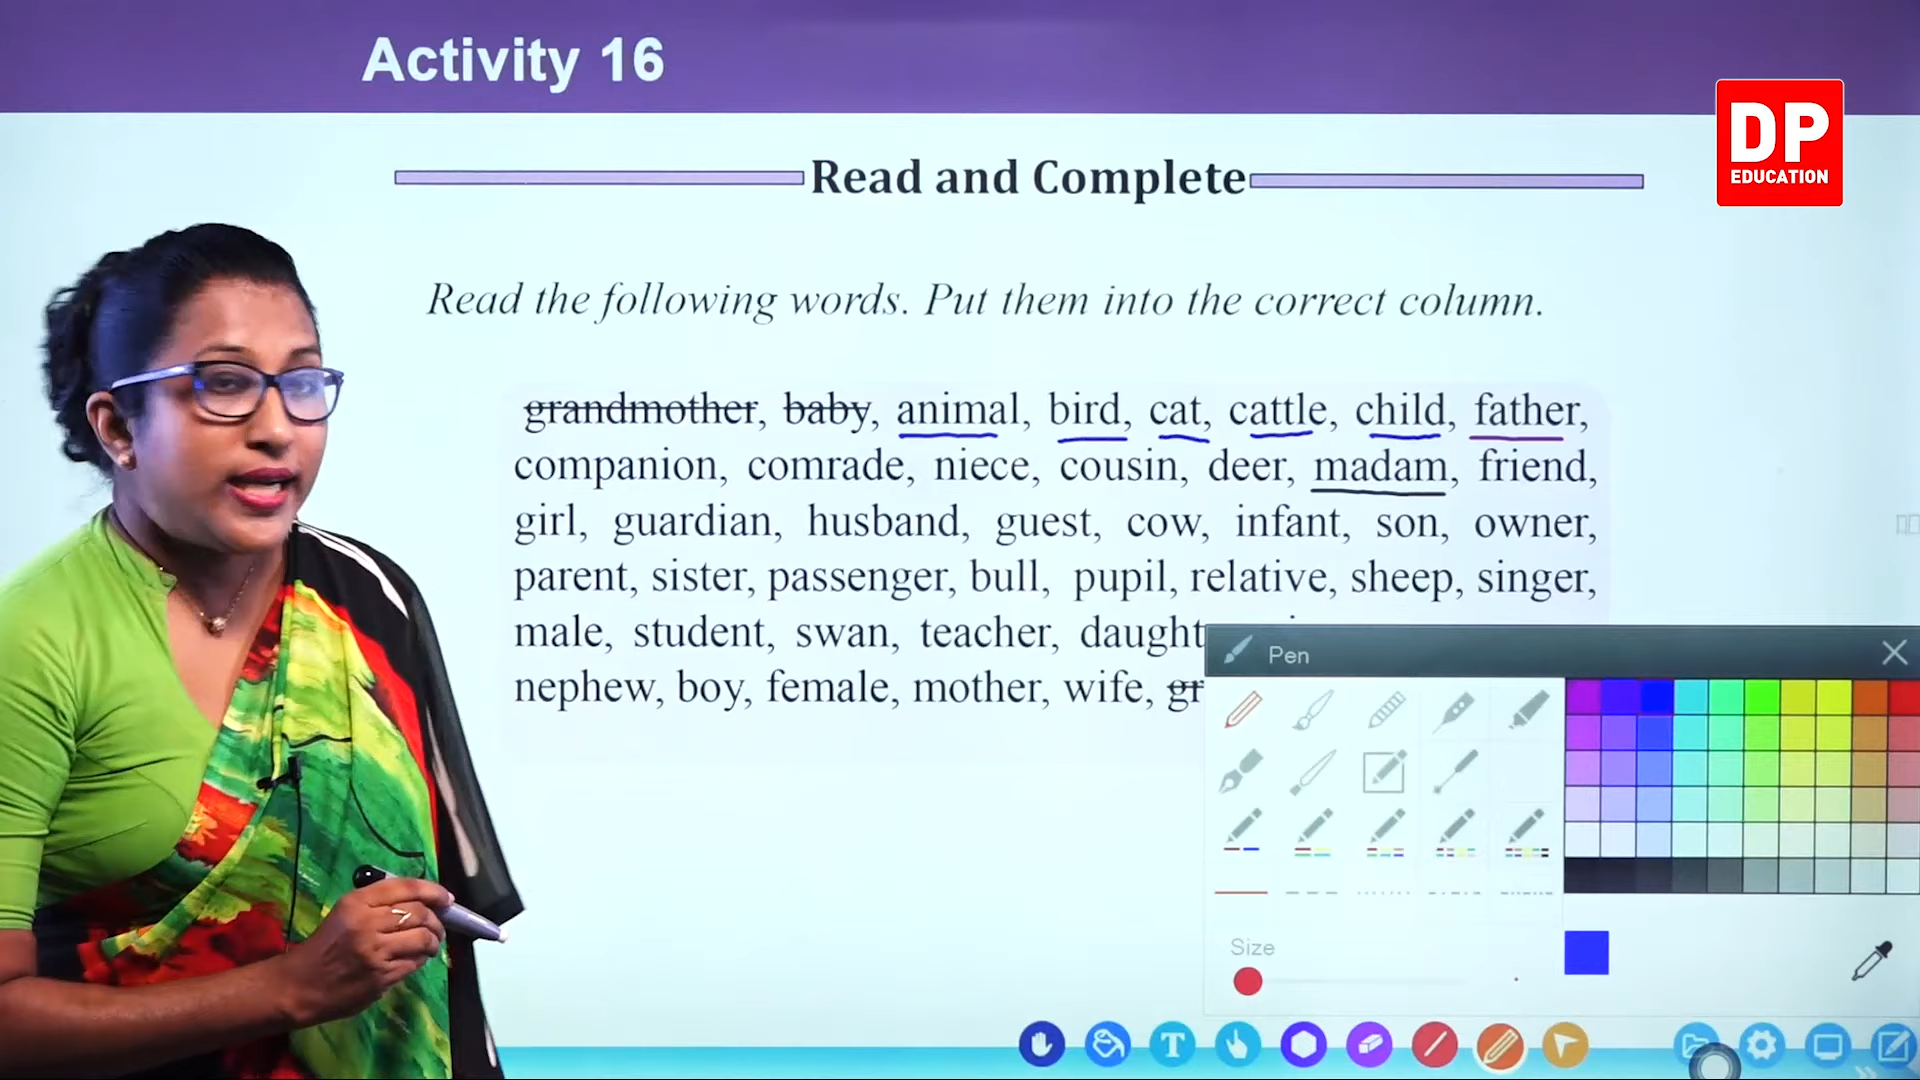 Activity 16
DP
EDUCATION
Read and Complete
Read the following words. Put them into the correct column.
grandmother, baby, animal, bird, cat, cattle, child, father,
companion, comrade, niece, cousin, deer, madam, friend,
girl, guardian, husband, guest, cow, infant, son, owner,
parent, sister, passenger, bull, pupil, relative, sheep, singer,
male, student, swan, teacher, daught
nephew, boy, female, mother, wife, gr
Pen
Size
T